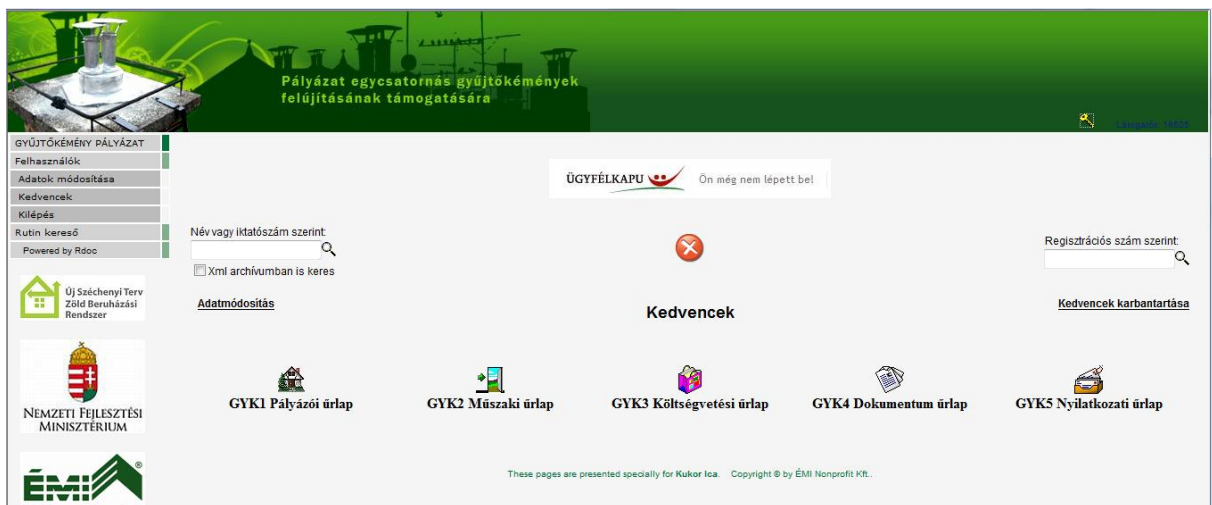 Pályázat egycsatornás gyűjtőkémények
felújításának támogatására
GYŰJTŐKÉMÉNY PÁLYÁZAT
Felhasználók
Adatok módosítása
Kedvencek
Kilépés
Rutin kereső
Powered by Rdoc
ÜGYFÉLKAPU Ön még nem lépett be!
Név vagy iktatószám szerint:
Xml archívumban is keres
Regisztrációs szám szerint:
Adatmódosítás
Kedvencek
Kedvencek karbantartása
Új Széchenyi Terv
Zöld Beruházási
Rendszer
NEMZETI FEJLESZTÉSI
MINISZTÉRIUM
GYK1 Pályázói űrlap
GYK2 Műszaki űrlap
GYK3 Költségvetési űrlap
GYK4 Dokumentum űrlap
GYK5 Nyilatkozati űrlap
ÉMI ®
These pages are presented specially for Kukor Ica. Copyright © by ÉMI Nonprofit Kft..